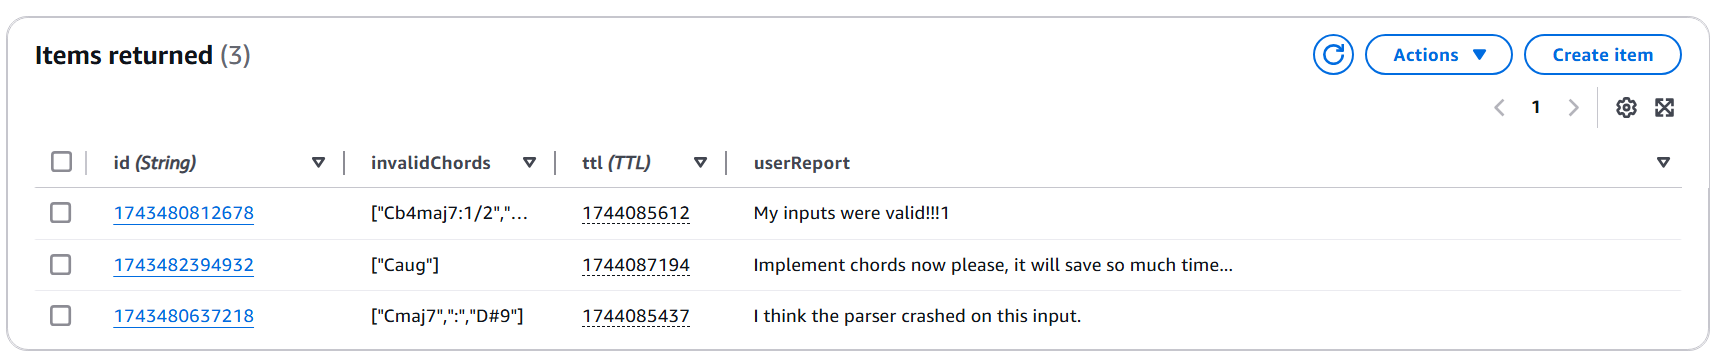 Items returned (3)
Actions
Create item
1
id (String) invalidChords ttl (TTL) userReport
1743480812678 ["Cb4maj7:1/2","... 1744085612 My inputs were valid!!!1
1743482394932 ["Caug"] 1744087194 Implement chords now please, it will save so much time...
1743480637218 ["Cmaj7",":","D#9"] 1744085437 I think the parser crashed on this input.